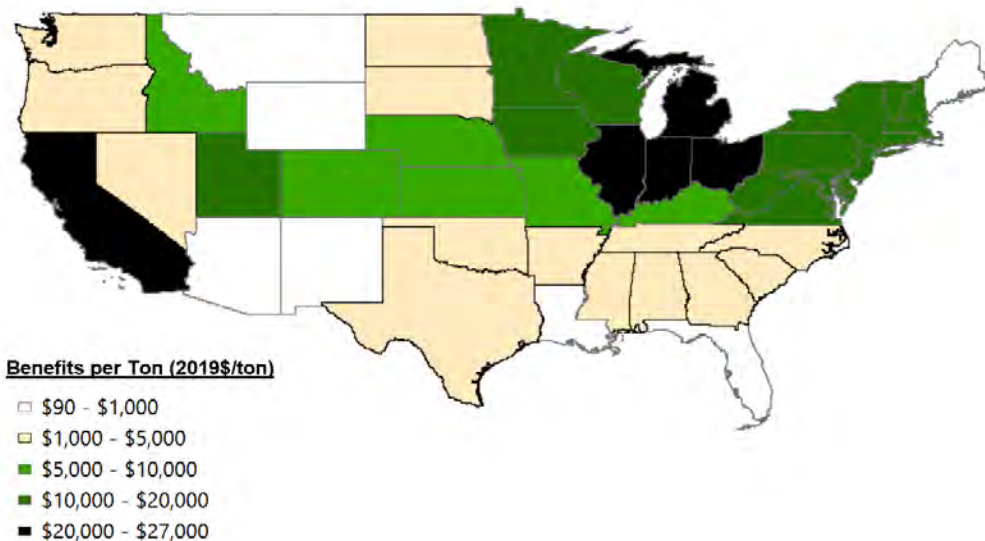 Benefits per Ton (2019$/ton)
$90 - $1,000
$1,000 - $5,000
$5,000 - $10,000
$10,000 - $20,000
$20,000 - $27,000